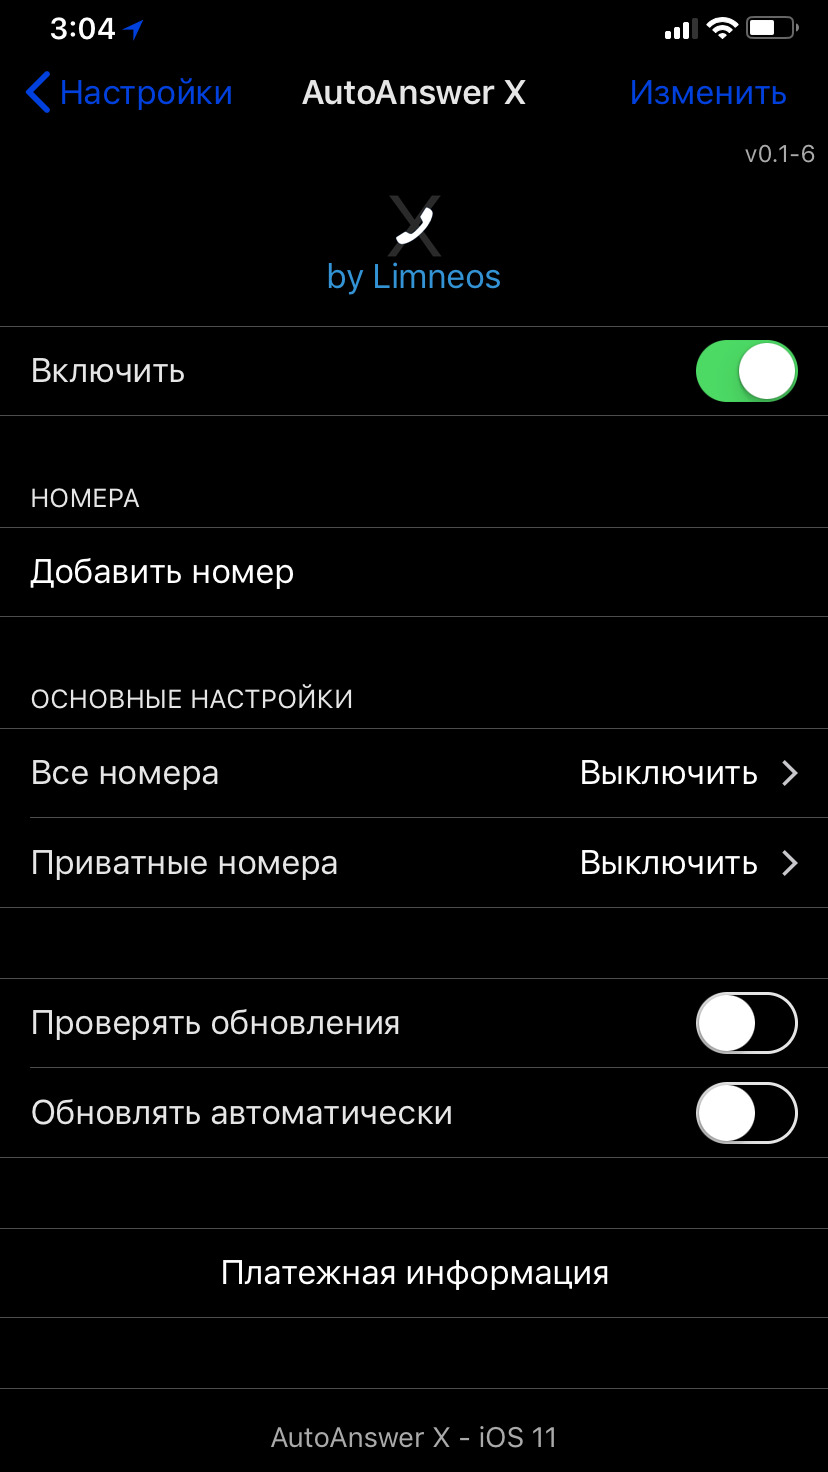 3:04
Настройки AutoAnswer X Изменить
v0.1-6
X
by Limneos
Включить
НОМЕРА
Добавить номер
ОСНОВНЫЕ НАСТРОЙКИ
Все номера Выключить
Приватные номера Выключить
Проверять обновления
Обновлять автоматически
Платежная информация
AutoAnswer X - iOS 11